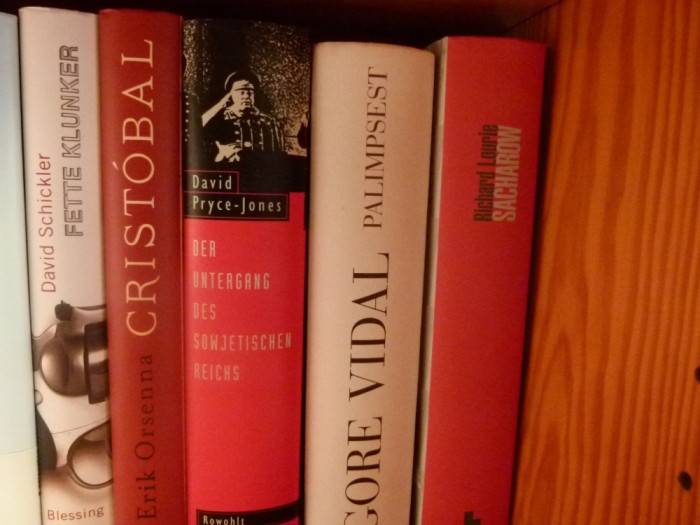 David Schickler
FETTE KLUNKER
Blessing
Erik Orsenna
CRISTÓBAL
David
Pryce-Jones
DER
UNTERGANG
DES
SOWJETISCHEN
REICHS
Rowohlt
GORE VIDAL
PALIMPSEST
Richard Lourie
SACHAROW